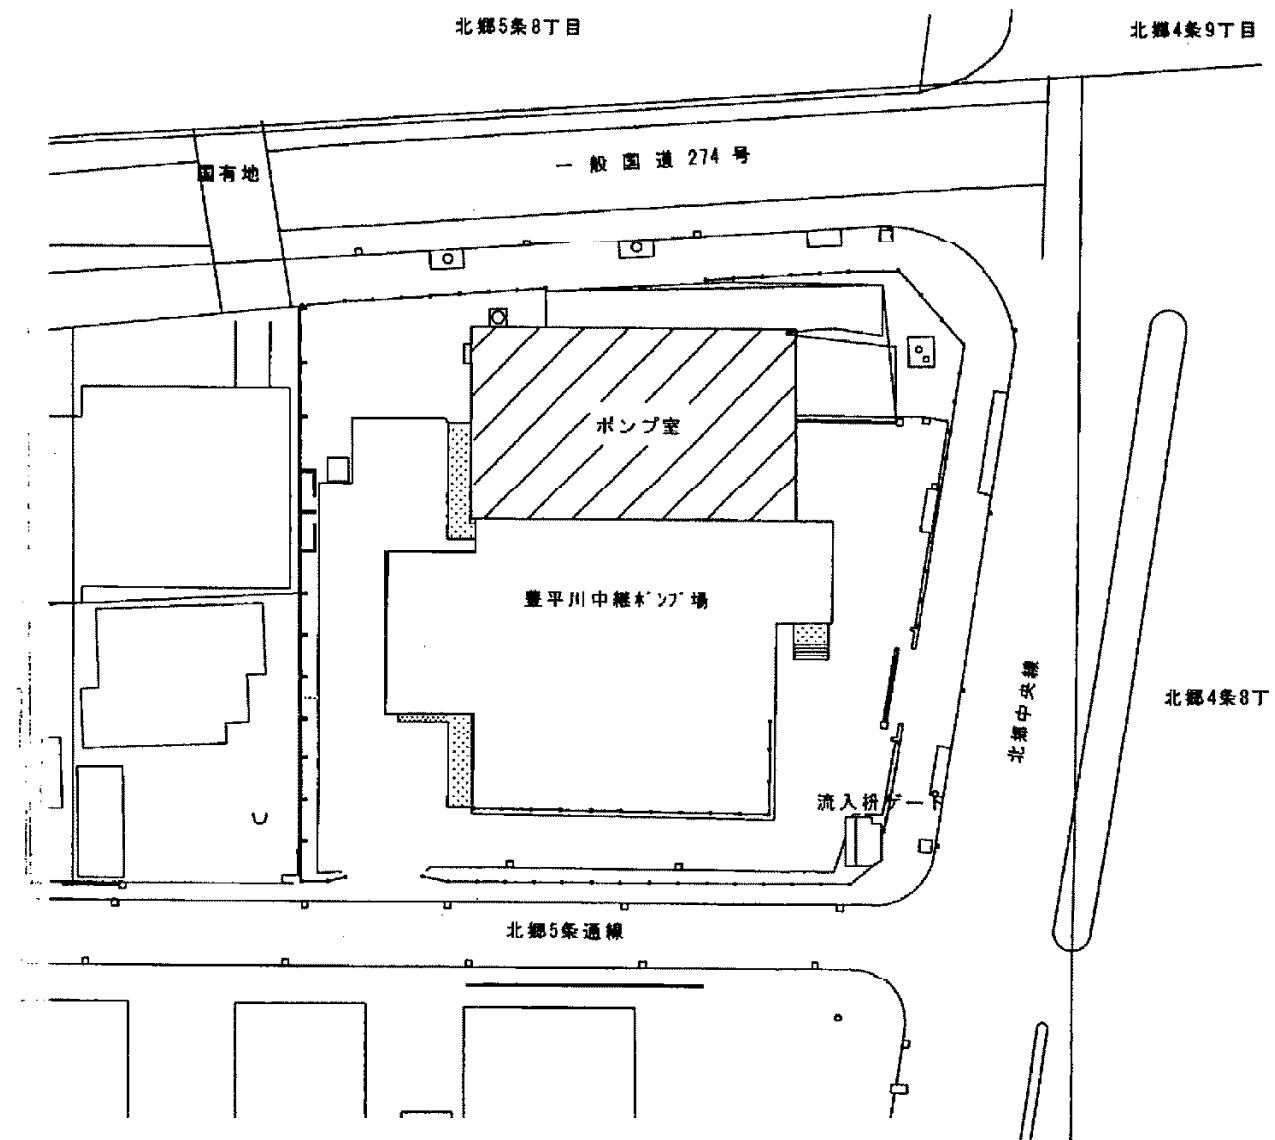 北郷5条8丁目
北郷4条9丁目
一般国道274号
国有地
ポンプ室
豊平川中継ポンプ場
北郷中央線
北郷4条8丁
流入桝ゲート
北郷5条通線